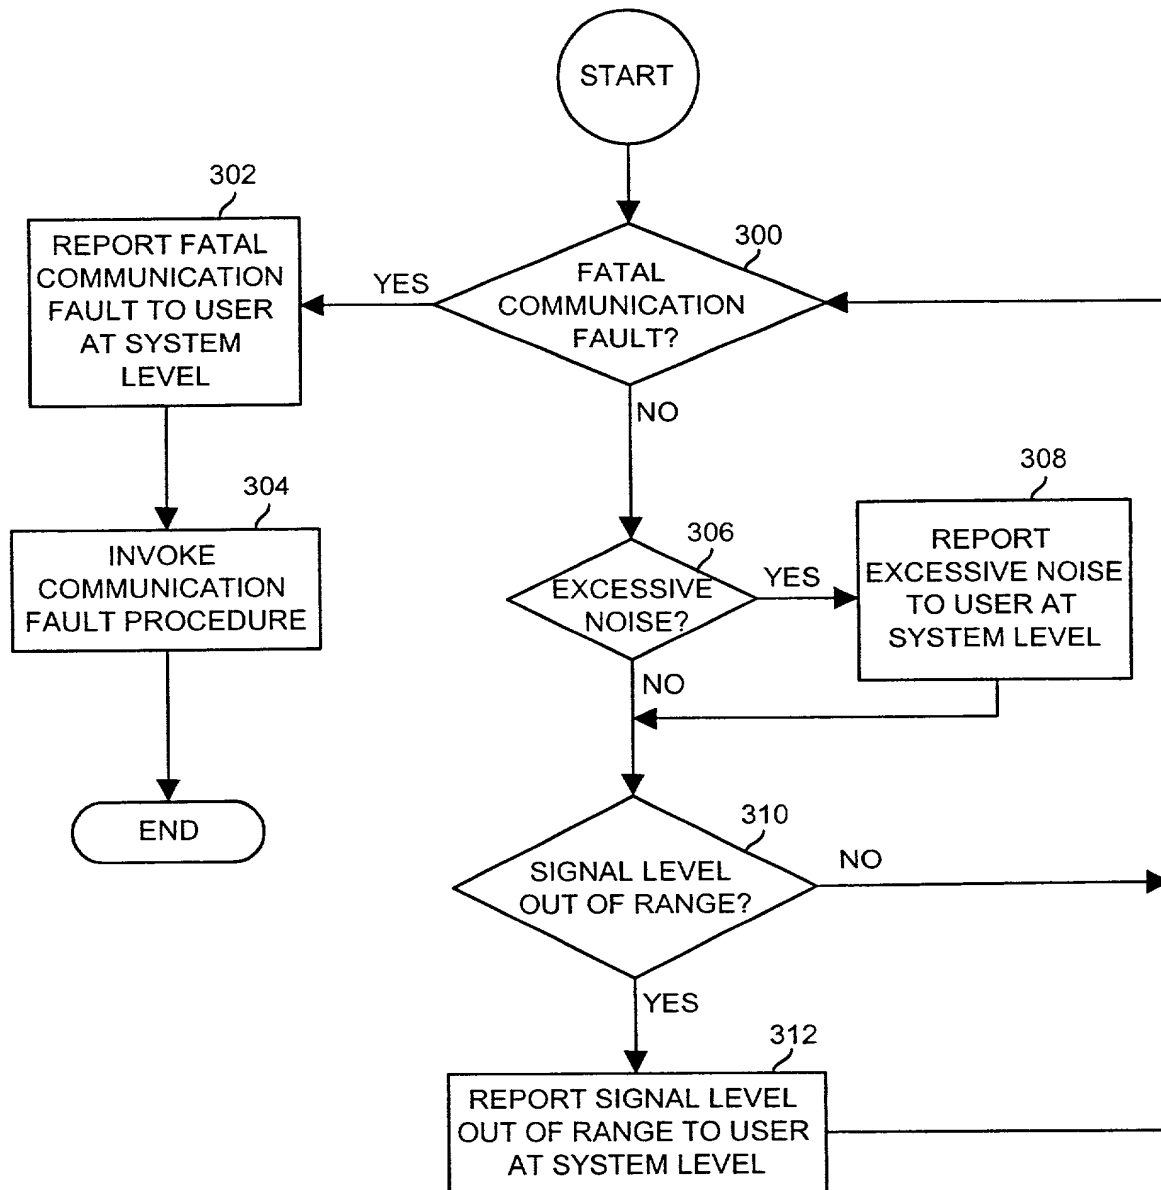 START
302
REPORT FATAL
COMMUNICATION
FAULT TO USER
AT SYSTEM
LEVEL
YES
300
FATAL
COMMUNICATION
FAULT?
NO
304
INVOKE
COMMUNICATION
FAULT PROCEDURE
END
306
EXCESSIVE
NOISE?
YES
308
REPORT
EXCESSIVE NOISE
TO USER AT
SYSTEM LEVEL
NO
310
SIGNAL LEVEL
OUT OF RANGE?
NO
YES
312
REPORT SIGNAL LEVEL
OUT OF RANGE TO USER
AT SYSTEM LEVEL